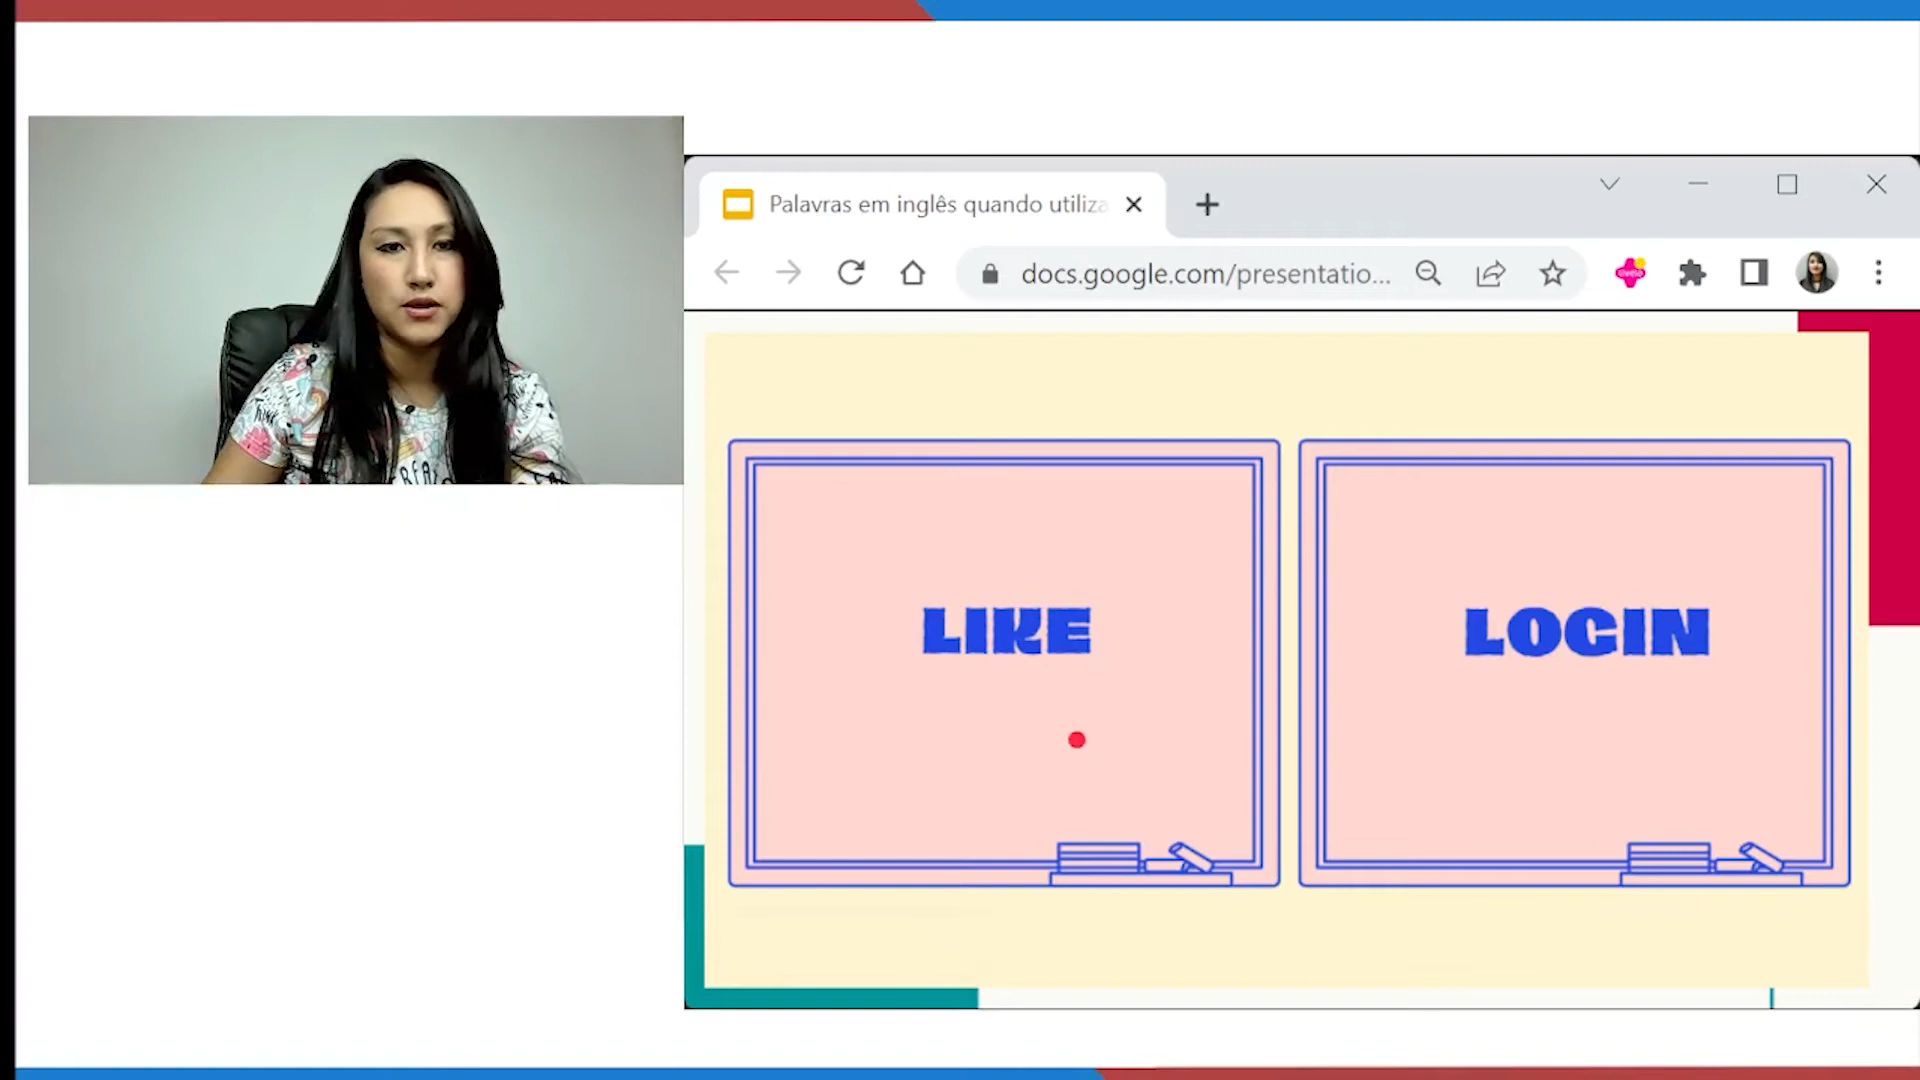 Palavras em inglês quando utiliza
docs.google.com/presentatio...
LIKE
LOGIN